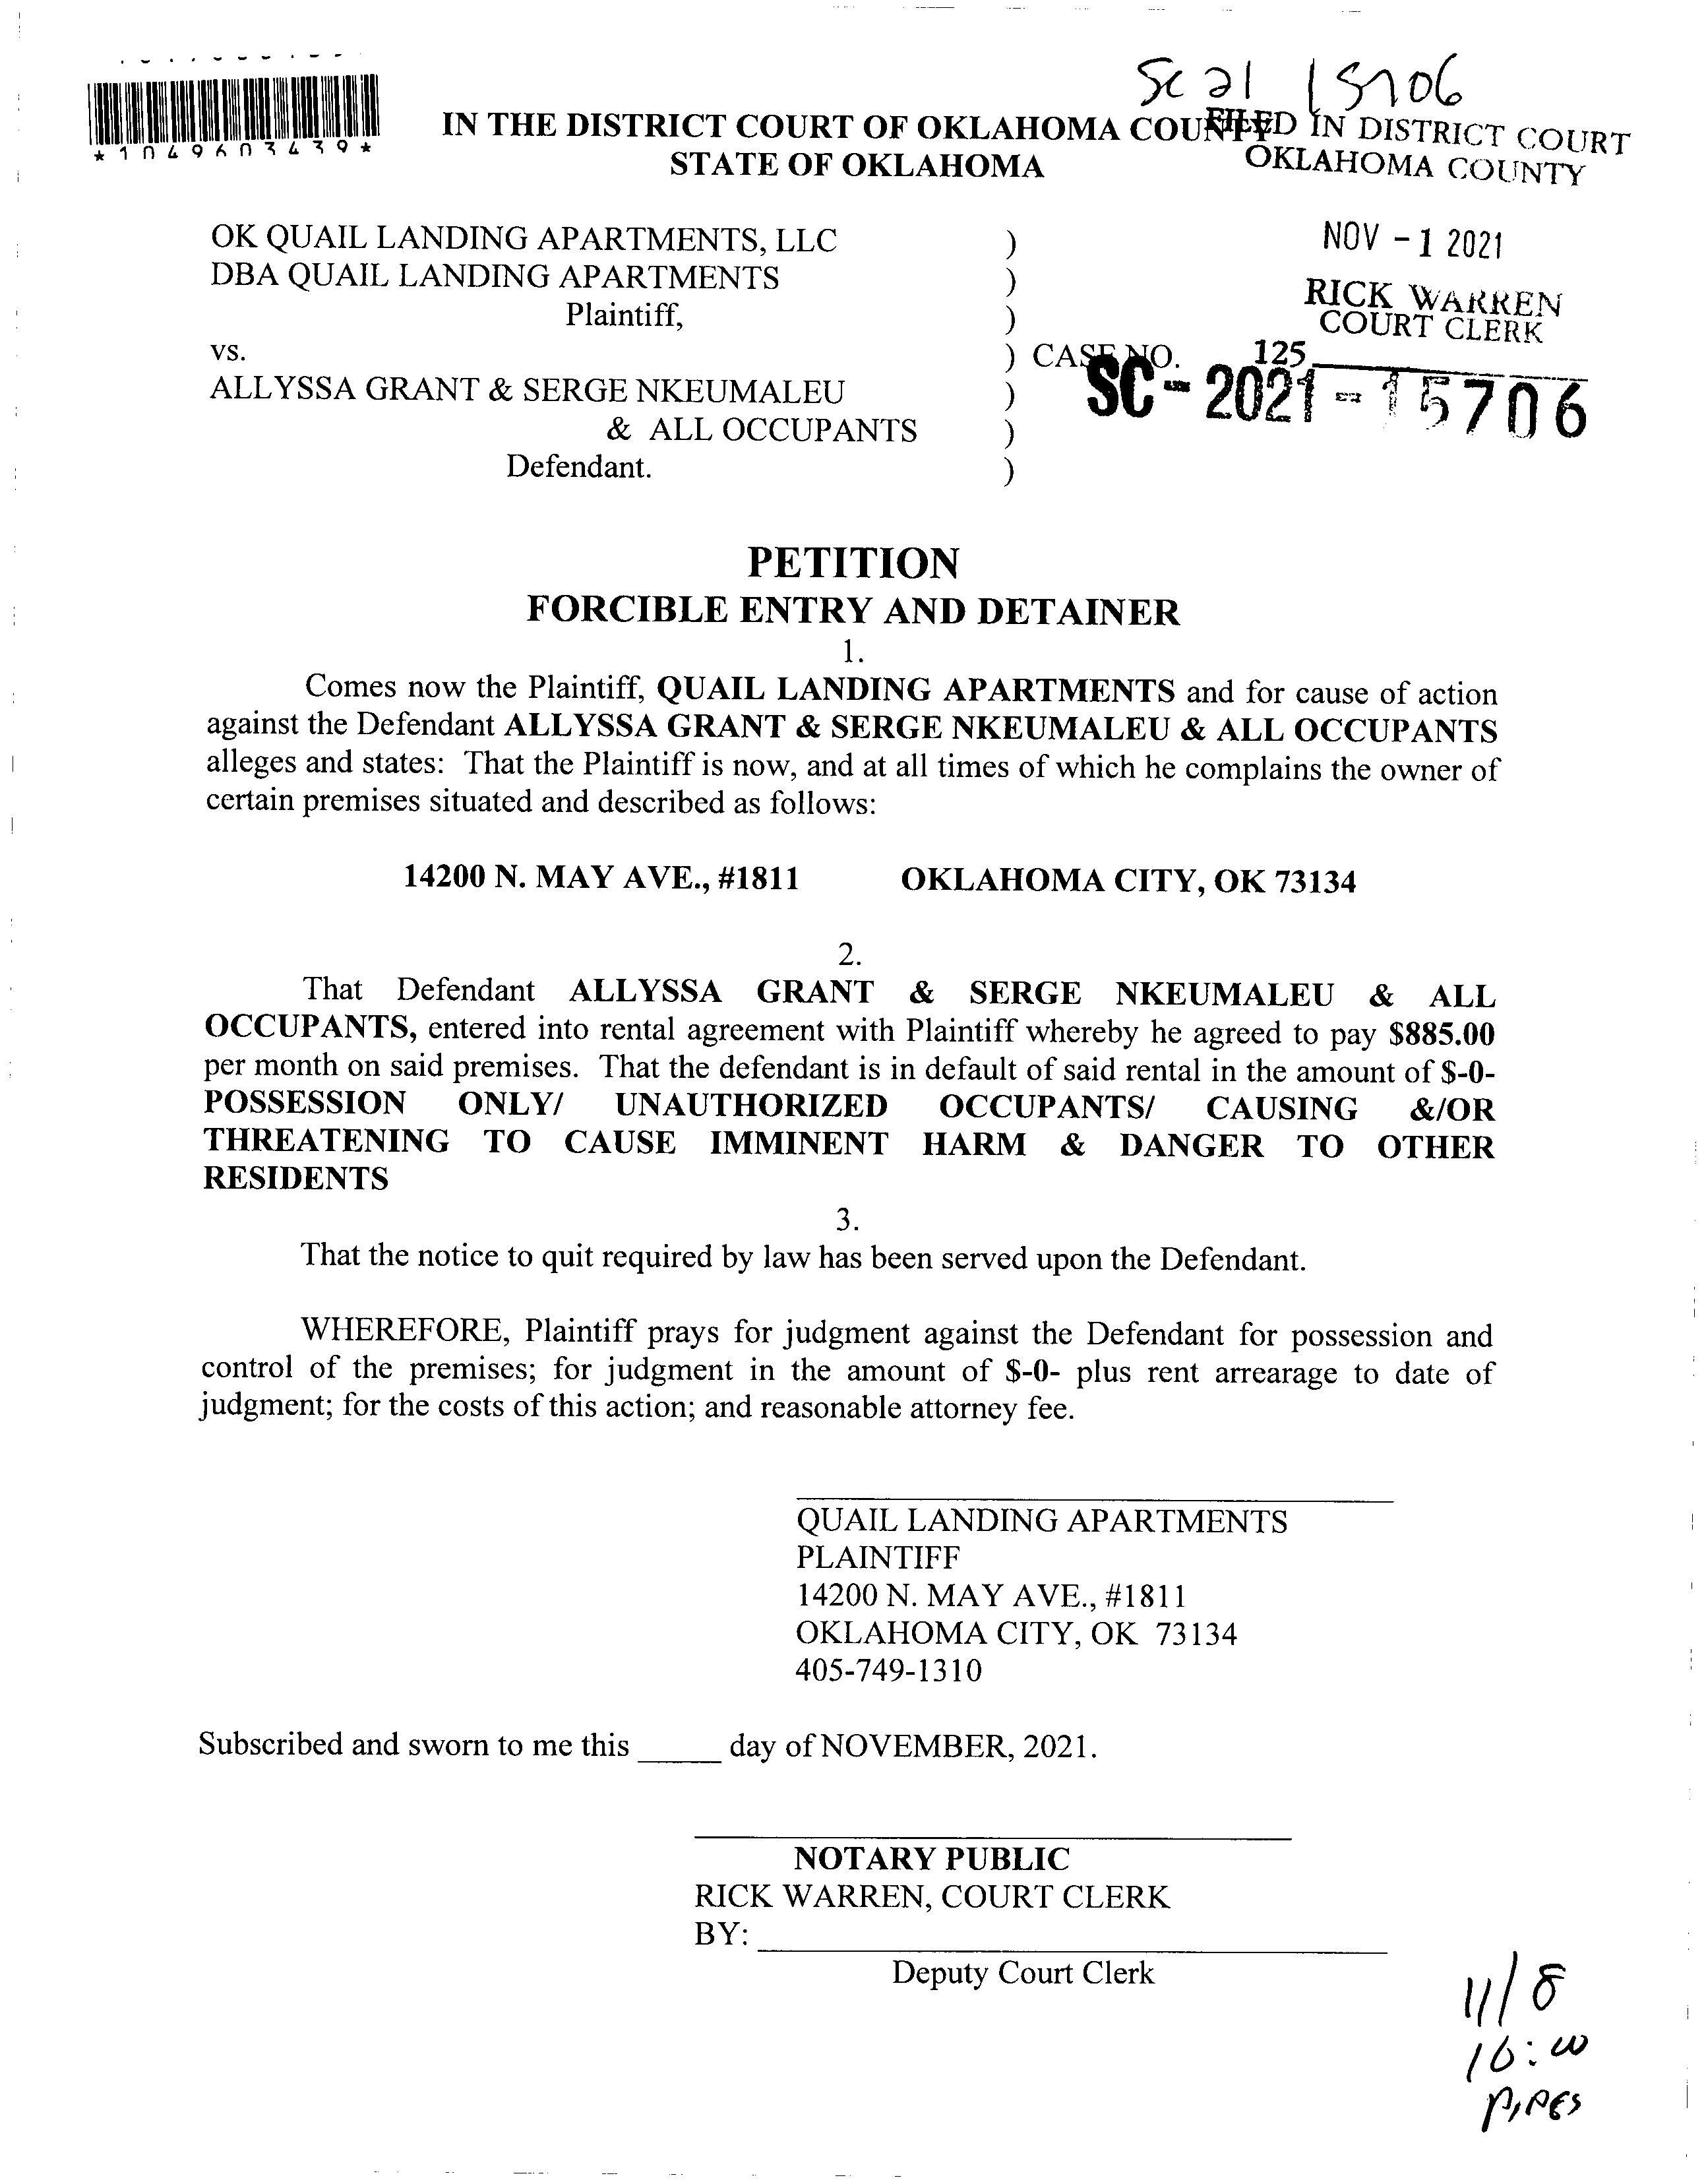 SC 21 15706
*1049603439*
IN THE DISTRICT COURT OF OKLAHOMA COUNTY
STATE OF OKLAHOMA
FILED IN DISTRICT COURT
OKLAHOMA COUNTY
NOV - 1 2021
RICK WARREN
COURT CLERK
125
SC - 2021 - 15706
OK QUAIL LANDING APARTMENTS, LLC )
DBA QUAIL LANDING APARTMENTS )
Plaintiff, )
vs. ) CASE NO.
ALLYSSA GRANT & SERGE NKEUMALEU )
& ALL OCCUPANTS )
Defendant. )
PETITION
FORCIBLE ENTRY AND DETAINER
1.
Comes now the Plaintiff, QUAIL LANDING APARTMENTS and for cause of action
against the Defendant ALLYSSA GRANT & SERGE NKEUMALEU & ALL OCCUPANTS
alleges and states: That the Plaintiff is now, and at all times of which he complains the owner of
certain premises situated and described as follows:
14200 N. MAY AVE., #1811 OKLAHOMA CITY, OK 73134
2.
That Defendant ALLYSSA GRANT & SERGE NKEUMALEU & ALL
OCCUPANTS, entered into rental agreement with Plaintiff whereby he agreed to pay $885.00
per month on said premises. That the defendant is in default of said rental in the amount of $-0-
POSSESSION ONLY/ UNAUTHORIZED OCCUPANTS/ CAUSING &/OR
THREATENING TO CAUSE IMMINENT HARM & DANGER TO OTHER
RESIDENTS
3.
That the notice to quit required by law has been served upon the Defendant.
WHEREFORE, Plaintiff prays for judgment against the Defendant for possession and
control of the premises; for judgment in the amount of $-0- plus rent arrearage to date of
judgment; for the costs of this action; and reasonable attorney fee.
QUAIL LANDING APARTMENTS
PLAINTIFF
14200 N. MAY AVE., #1811
OKLAHOMA CITY, OK 73134
405-749-1310
Subscribed and sworn to me this _____ day of NOVEMBER, 2021.
NOTARY PUBLIC
RICK WARREN, COURT CLERK
BY:
Deputy Court Clerk
11/8